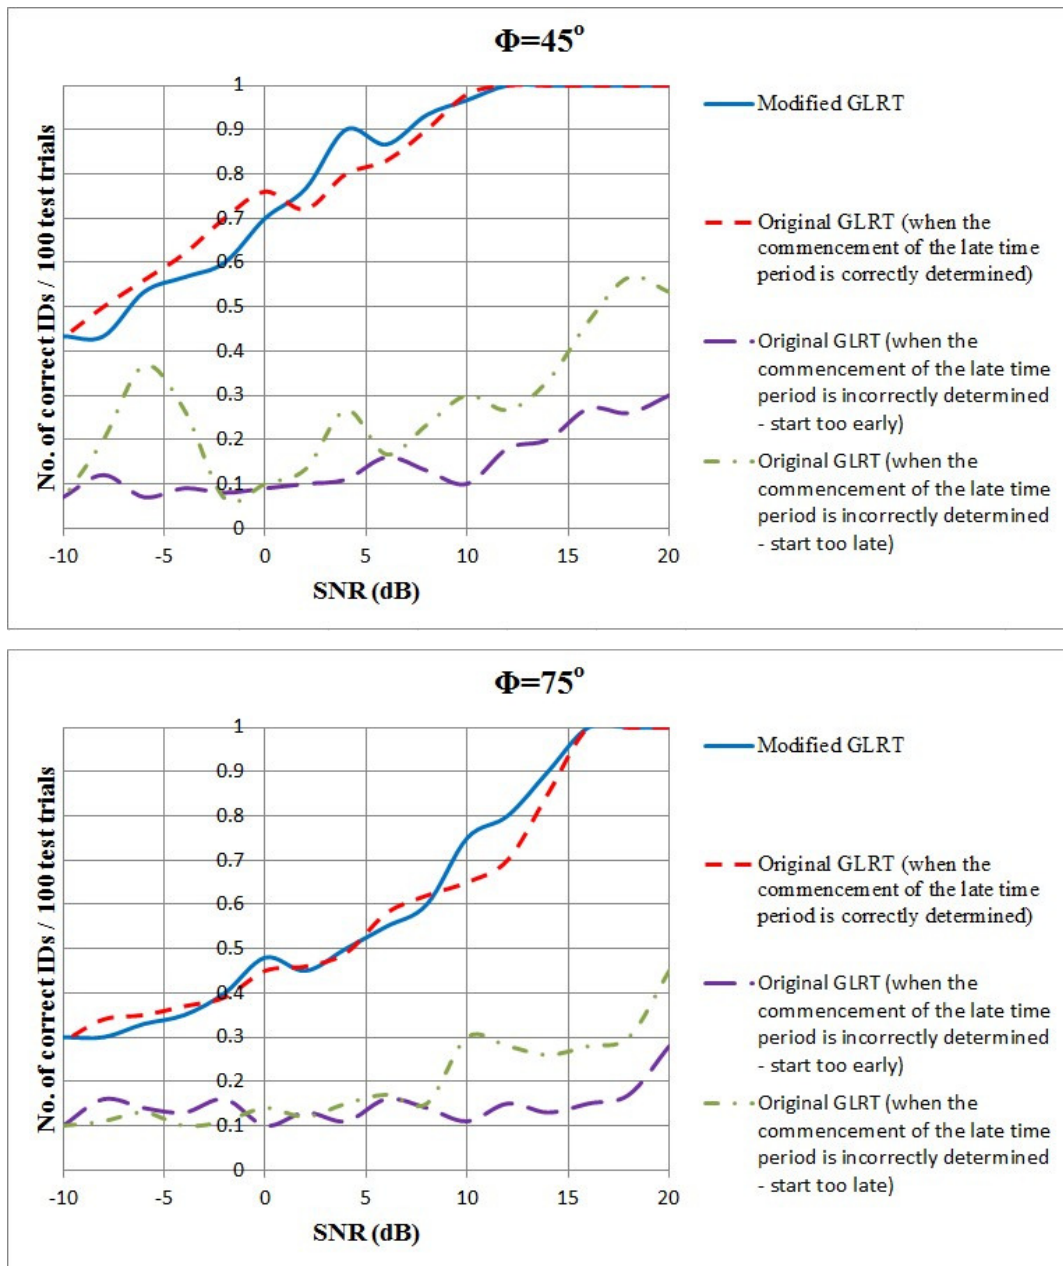 Φ=45°
No. of correct IDs / 100 test trials
1
0.9
0.8
0.7
0.6
0.5
0.4
0.3
0.2
0.1
0
-10
-5
0
5
10
15
20
SNR (dB)
Modified GLRT
Original GLRT (when the
commencement of the late time
period is correctly determined)
Original GLRT (when the
commencement of the late time
period is incorrectly determined
- start too early)
Original GLRT (when the
commencement of the late time
period is incorrectly determined
- start too late)
Φ=75°
No. of correct IDs / 100 test trials
1
0.9
0.8
0.7
0.6
0.5
0.4
0.3
0.2
0.1
0
-10
-5
0
5
10
15
20
SNR (dB)
Modified GLRT
Original GLRT (when the
commencement of the late time
period is correctly determined)
Original GLRT (when the
commencement of the late time
period is incorrectly determined
- start too early)
Original GLRT (when the
commencement of the late time
period is incorrectly determined
- start too late)